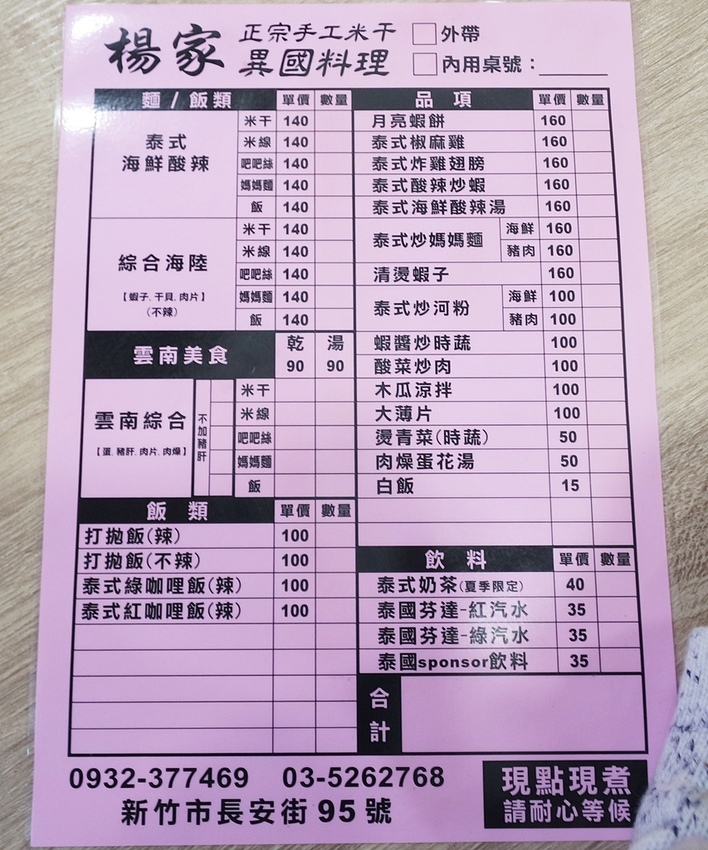 楊家 正宗手工米干 異國料理
外帶
內用桌號：
麵/飯類 單價 數量
泰式海鮮酸辣
米干 140
米線 140
吧吧絲 140
媽媽麵 140
飯 140
綜合海陸
【蝦子.干貝.肉片】
(不辣)
米干 140
米線 140
吧吧絲 140
媽媽麵 140
飯 140
雲南美食 乾 湯
90 90
雲南綜合
【蛋.豬肝.肉片.肉燥】
不加豬肝
米干
米線
吧吧絲
媽媽麵
飯
飯類 單價 數量
打拋飯(辣) 100
打拋飯(不辣) 100
泰式綠咖哩飯(辣) 100
泰式紅咖哩飯(辣) 100
品項 單價 數量
月亮蝦餅 160
泰式椒麻雞 160
泰式炸雞翅膀 160
泰式酸辣炒蝦 160
泰式海鮮酸辣湯 160
泰式炒媽媽麵 海鮮 160
豬肉 160
清燙蝦子 160
泰式炒河粉 海鮮 100
豬肉 100
蝦醬炒時蔬 100
酸菜炒肉 100
木瓜涼拌 100
大薄片 100
燙青菜(時蔬) 50
肉燥蛋花湯 50
白飯 15
飲料 單價 數量
泰式奶茶(夏季限定) 40
泰國芬達-紅汽水 35
泰國芬達-綠汽水 35
泰國sponsor飲料 35
合計
0932-377469 03-5262768
新竹市長安街95號
現點現煮
請耐心等候